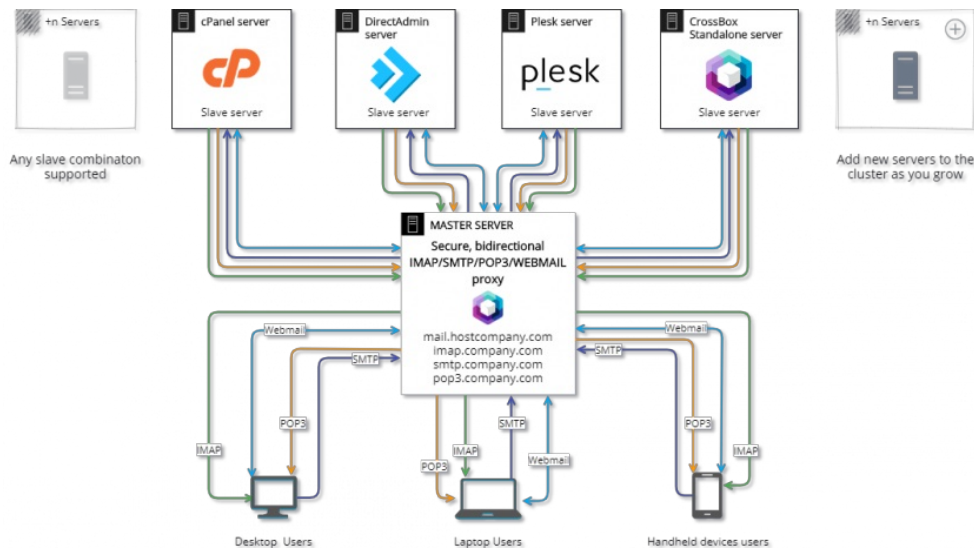 +n Servers
cPanel server
DirectAdmin
server
Plesk server
CrossBox
Standalone server
+n Servers
cP
plesk
Slave server
Slave server
Slave server
Slave server
Any slave combinaton
supported
Add new servers to the
cluster as you grow
MASTER SERVER
Secure, bidirectional
IMAP/SMTP/POP3/WEBMAIL
proxy
mail.hostcompany.com
imap.company.com
smtp.company.com
pop3.company.com
Webmail
SMTP
POP3
IMAP
POP3
IMAP
SMTP
Webmail
Webmail
SMTP
POP3
IMAP
Desktop Users
Laptop Users
Handheld devices users